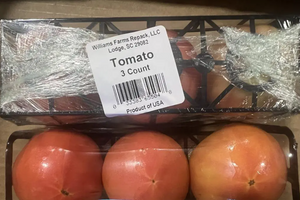 Williams Farms Repack, LLC
Lodge, SC 29082
Tomato
3 Count
Product of USA